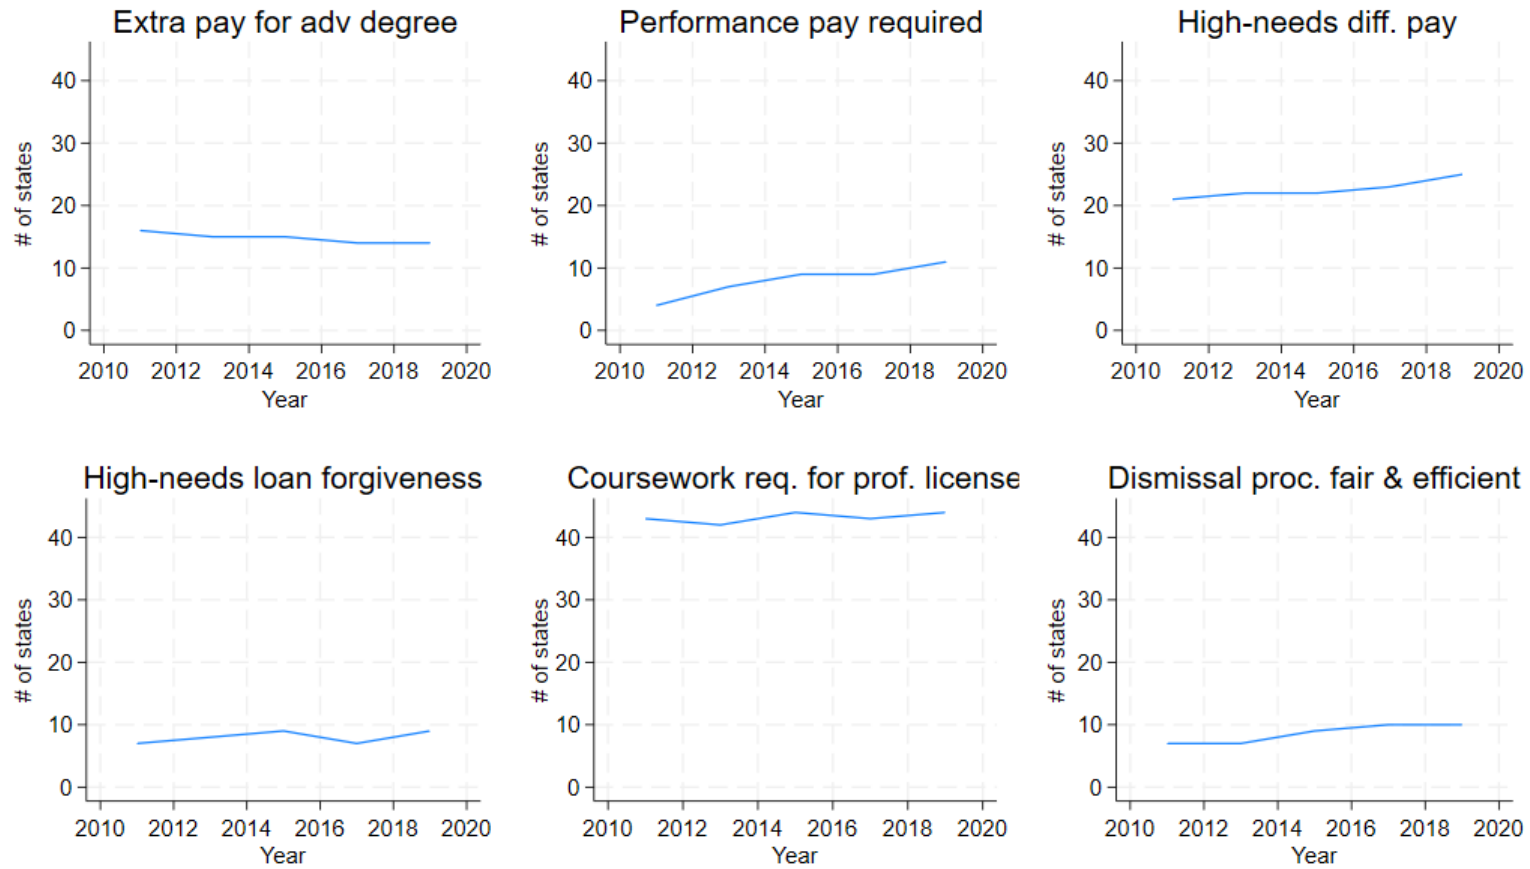 Extra pay for adv degree
# of states
40
30
20
10
0
2010 2012 2014 2016 2018 2020
Year
Performance pay required
# of states
40
30
20
10
0
2010 2012 2014 2016 2018 2020
Year
High-needs diff. pay
# of states
40
30
20
10
0
2010 2012 2014 2016 2018 2020
Year
High-needs loan forgiveness
# of states
40
30
20
10
0
2010 2012 2014 2016 2018 2020
Year
Coursework req. for prof. license
# of states
40
30
20
10
0
2010 2012 2014 2016 2018 2020
Year
Dismissal proc. fair & efficient
# of states
40
30
20
10
0
2010 2012 2014 2016 2018 2020
Year